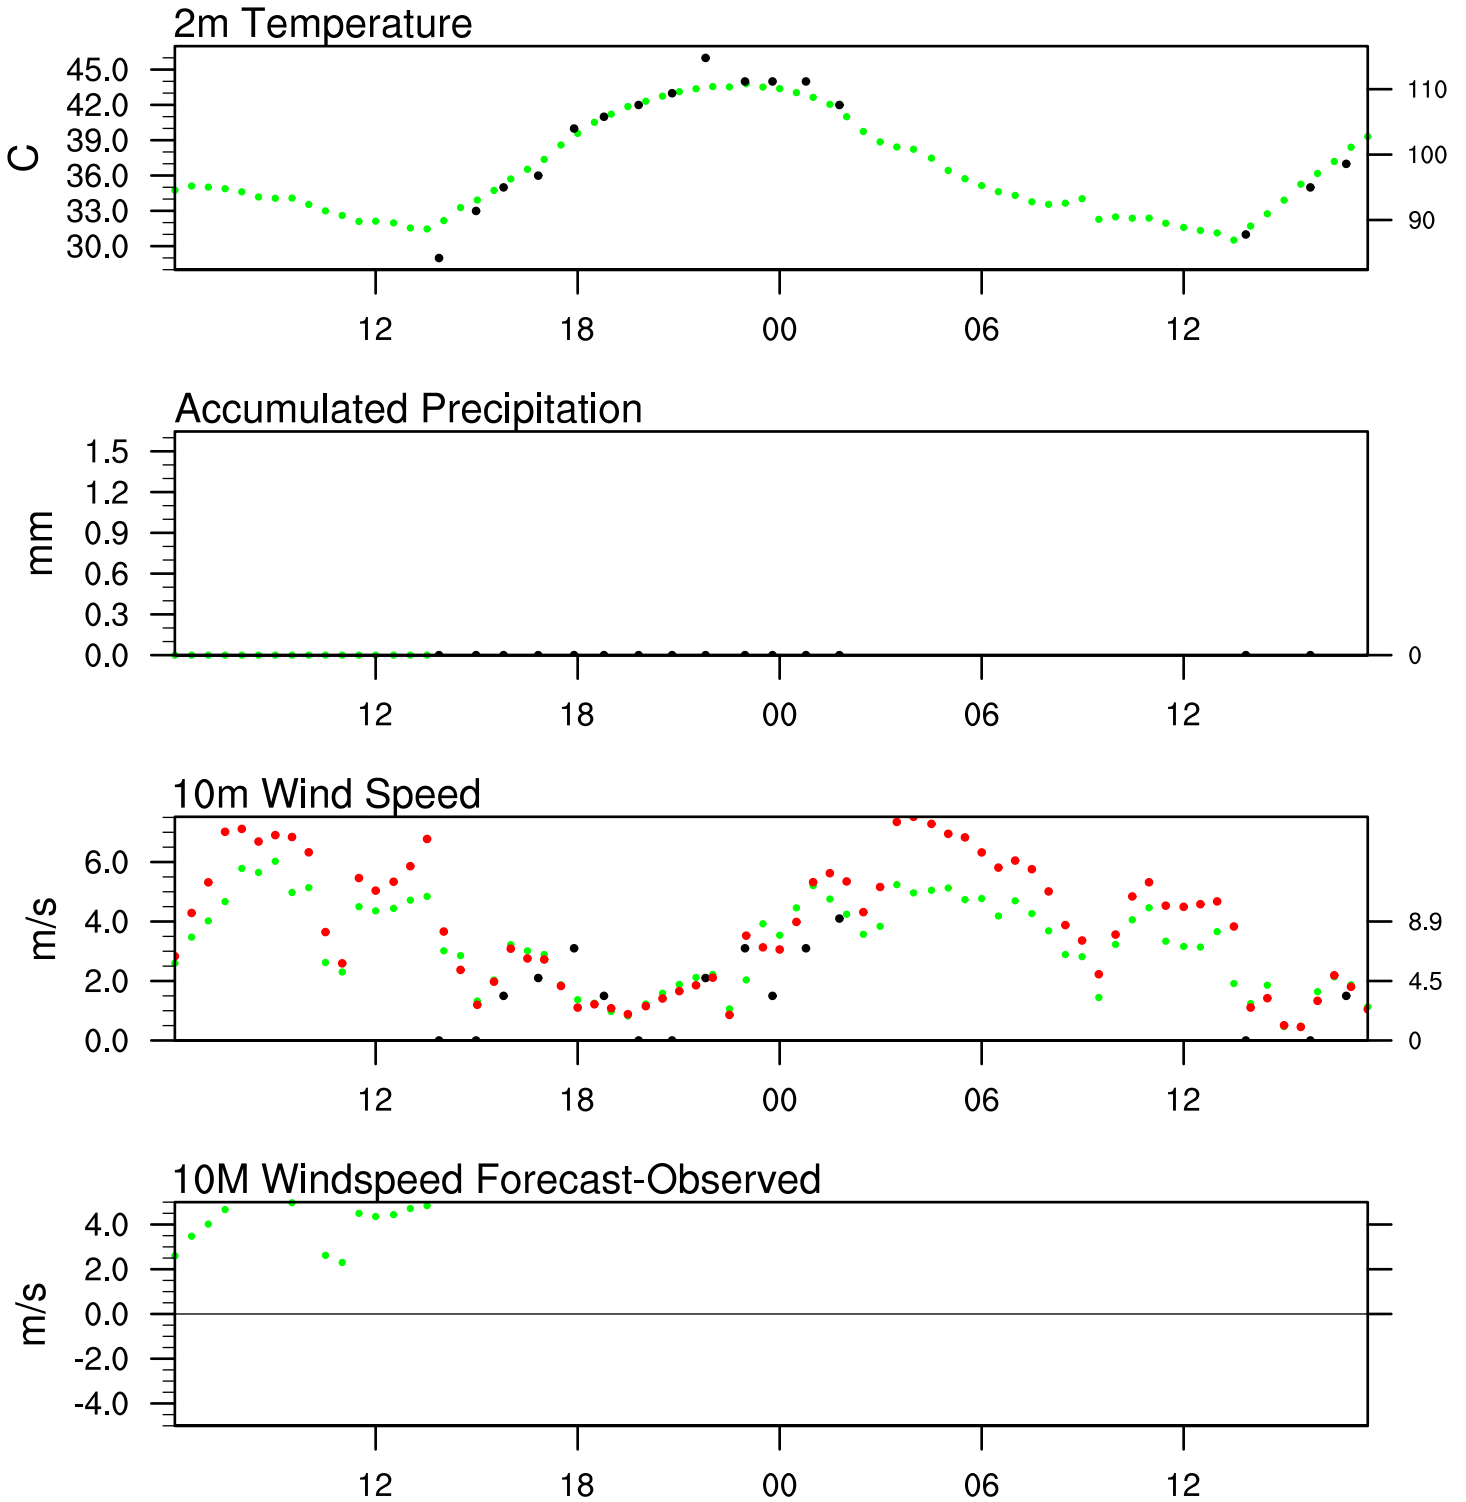 2m Temperature
45.0
42.0
39.0
36.0
33.0
30.0
C
110
100
90
12 18 00 06 12
Accumulated Precipitation
1.5
1.2
0.9
0.6
0.3
0.0
mm
0
12 18 00 06 12
10m Wind Speed
6.0
4.0
2.0
0.0
m/s
8.9
4.5
0
12 18 00 06 12
10M Windspeed Forecast-Observed
4.0
2.0
0.0
-2.0
-4.0
m/s
12 18 00 06 12